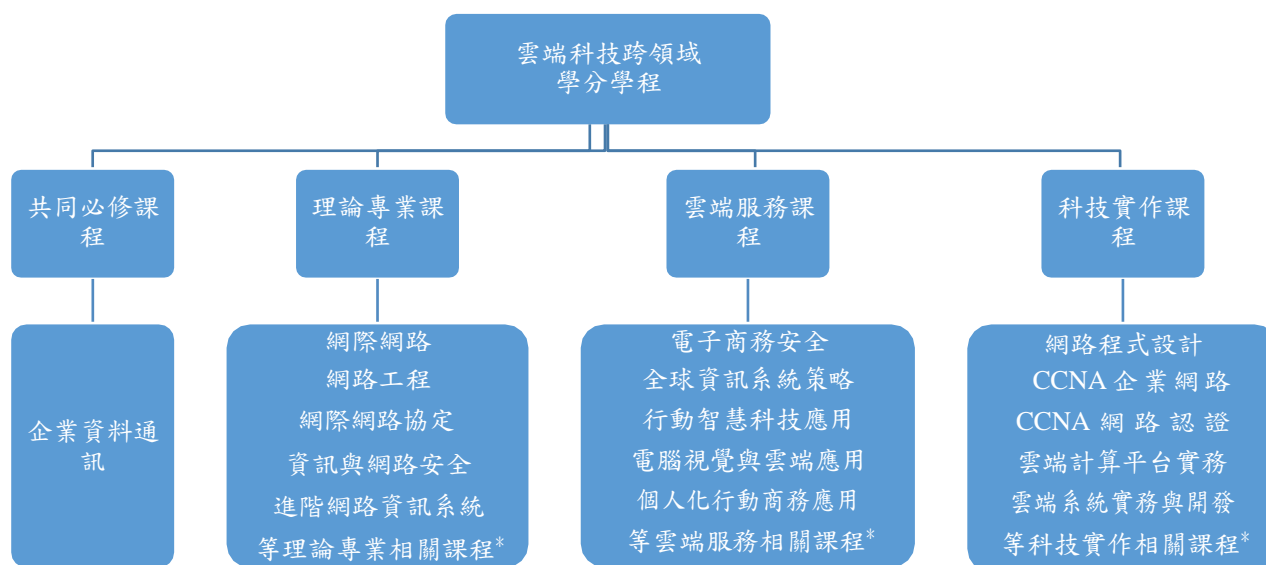 雲端科技跨領域
學分學程
共同必修課
程
理論專業課
程
雲端服務課
程
科技實作課
程
企業資料通
訊
網際網路
網路工程
網際網路協定
資訊與網路安全
進階網路資訊系統
等理論專業相關課程*
電子商務安全
全球資訊系統策略
行動智慧科技應用
電腦視覺與雲端應用
個人化行動商務應用
等雲端服務相關課程*
網路程式設計
CCNA 企業網路
CCNA 網路認證
雲端計算平台實務
雲端系統實務與開發
等科技實作相關課程*